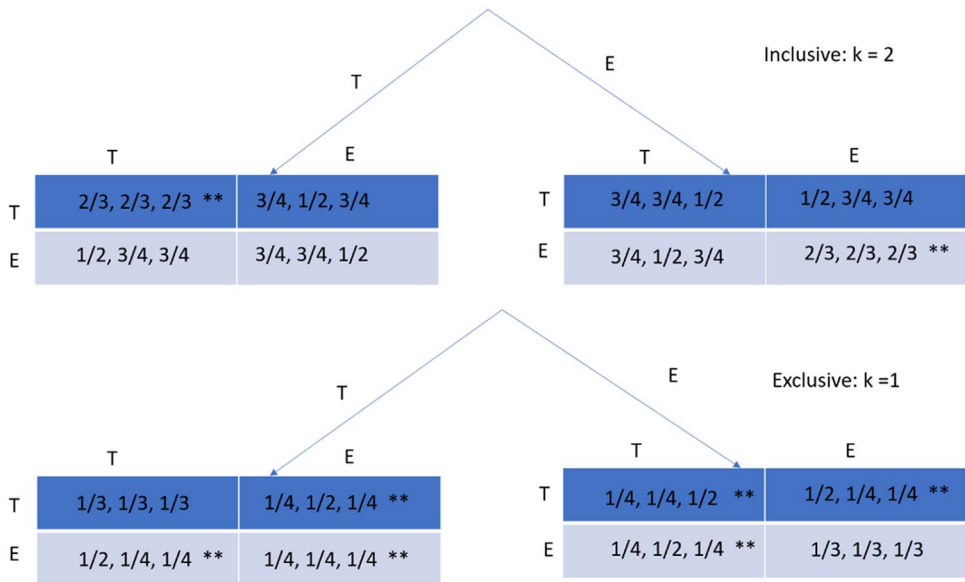 Inclusive: k = 2
T
E
T E
T E
T 2/3, 2/3, 2/3 ** 3/4, 1/2, 3/4
T 3/4, 3/4, 1/2 1/2, 3/4, 3/4
E 1/2, 3/4, 3/4 3/4, 3/4, 1/2
E 3/4, 1/2, 3/4 2/3, 2/3, 2/3 **
Exclusive: k =1
T
E
T E
T E
T 1/3, 1/3, 1/3 1/4, 1/2, 1/4 **
T 1/4, 1/4, 1/2 ** 1/2, 1/4, 1/4 **
E 1/2, 1/4, 1/4 ** 1/4, 1/4, 1/4 **
E 1/4, 1/2, 1/4 ** 1/3, 1/3, 1/3